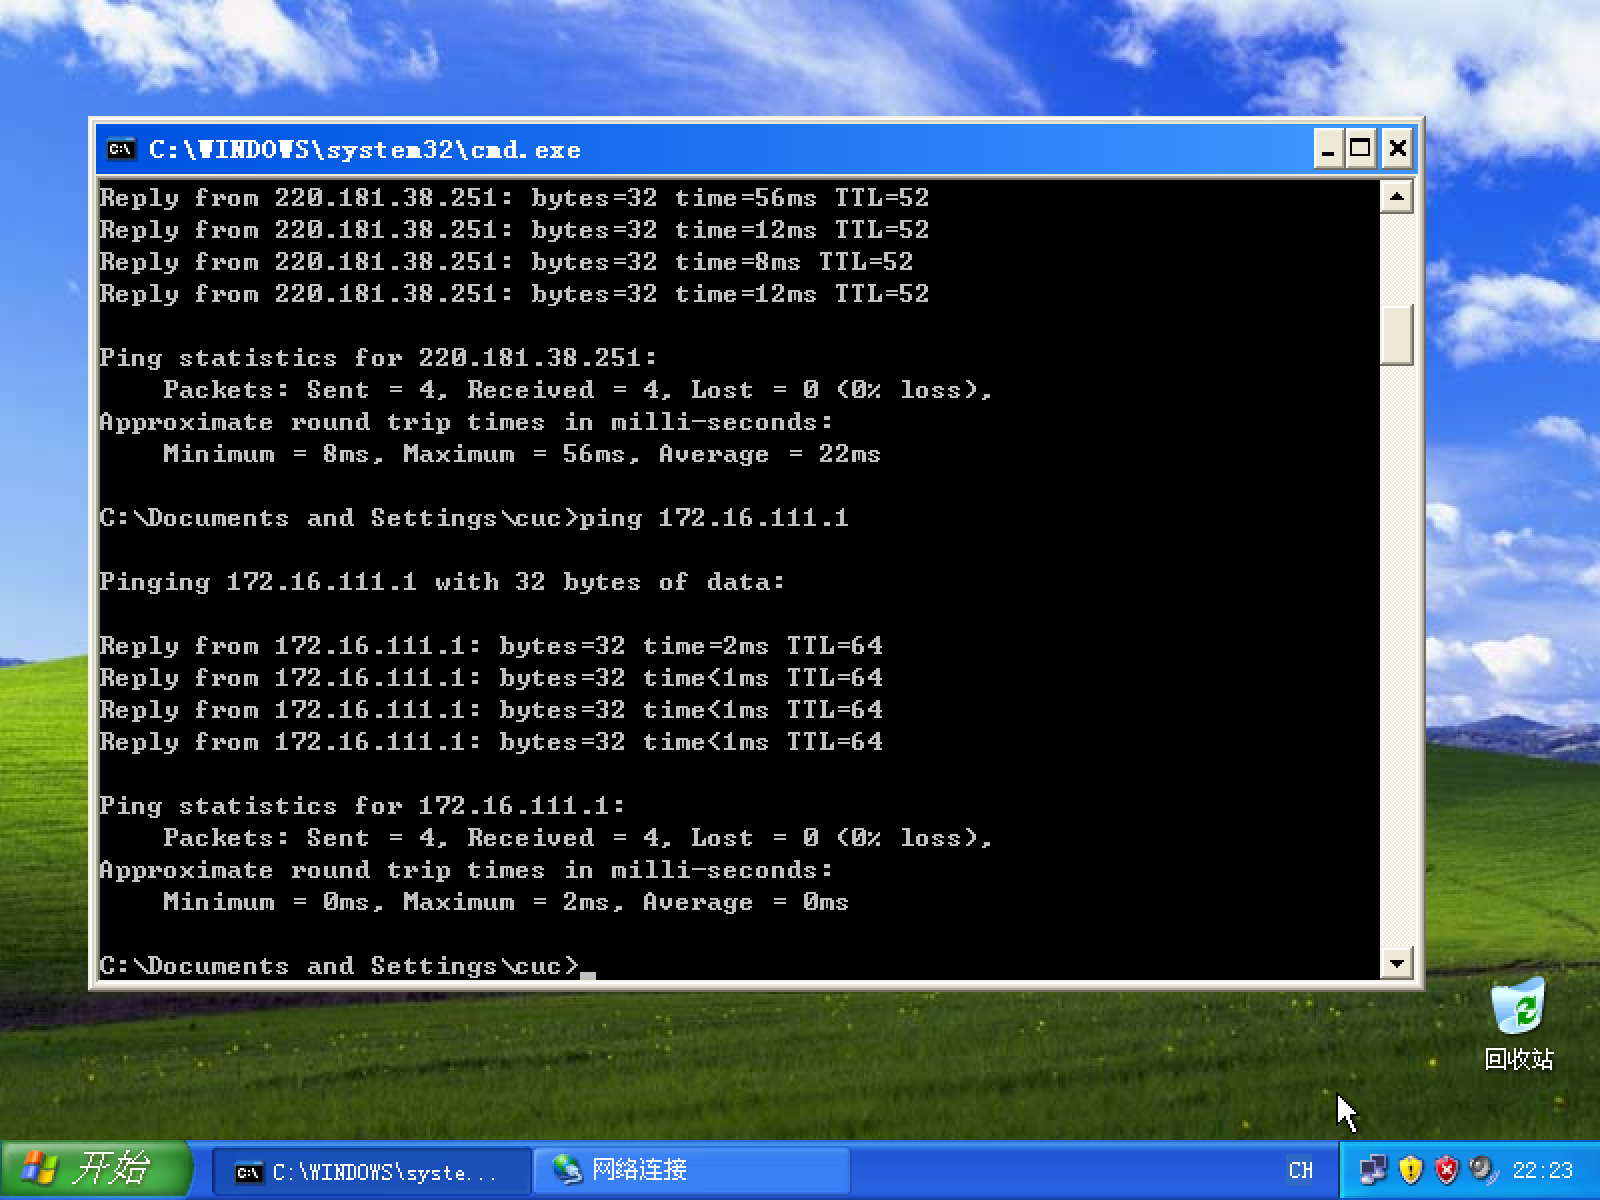 C:\WINDOWS\system32\cmd.exe
Reply from 220.181.38.251: bytes=32 time=56ms TTL=52
Reply from 220.181.38.251: bytes=32 time=12ms TTL=52
Reply from 220.181.38.251: bytes=32 time=8ms TTL=52
Reply from 220.181.38.251: bytes=32 time=12ms TTL=52
Ping statistics for 220.181.38.251:
    Packets: Sent = 4, Received = 4, Lost = 0 (0% loss),
Approximate round trip times in milli-seconds:
    Minimum = 8ms, Maximum = 56ms, Average = 22ms
C:\Documents and Settings\cuc>ping 172.16.111.1
Pinging 172.16.111.1 with 32 bytes of data:
Reply from 172.16.111.1: bytes=32 time=2ms TTL=64
Reply from 172.16.111.1: bytes=32 time<1ms TTL=64
Reply from 172.16.111.1: bytes=32 time<1ms TTL=64
Reply from 172.16.111.1: bytes=32 time<1ms TTL=64
Ping statistics for 172.16.111.1:
    Packets: Sent = 4, Received = 4, Lost = 0 (0% loss),
Approximate round trip times in milli-seconds:
    Minimum = 0ms, Maximum = 2ms, Average = 0ms
C:\Documents and Settings\cuc>
回收站
开始
C:\WINDOWS\syste...
网络连接
CH
22:23